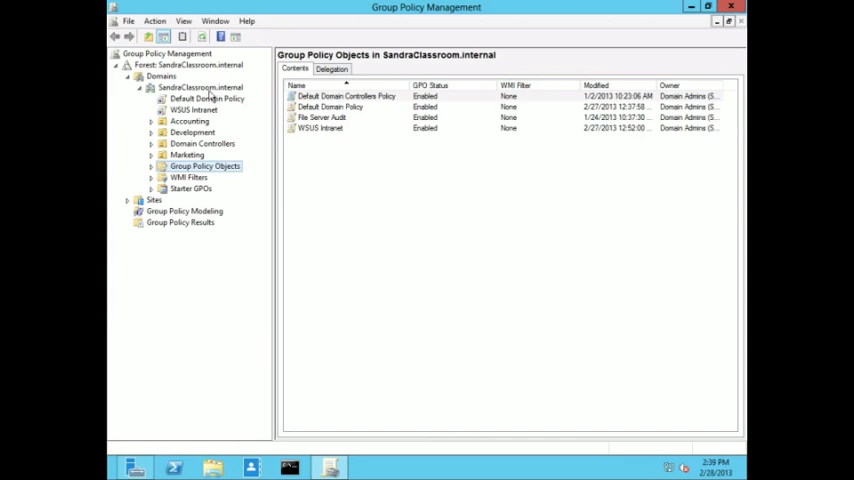 Group Policy Management
File Action View Window Help
Group Policy Management
Forest: SandraClassroom.internal
Domains
SandraClassroom.internal
Default Domain Policy
WSUS Intranet
Accounting
Development
Domain Controllers
Marketing
Group Policy Objects
WMI Filters
Starter GPOs
Sites
Group Policy Modeling
Group Policy Results
Group Policy Objects in SandraClassroom.internal
Contents Delegation
Name GPO Status WMI Filter Modified Owner
Default Domain Controllers Policy Enabled None 1/2/2013 10:23:06 AM Domain Admins (S...
Default Domain Policy Enabled None 2/27/2013 12:37:58 ... Domain Admins (S...
File Server Audit Enabled None 1/24/2013 10:37:30 ... Domain Admins (S...
WSUS Intranet Enabled None 2/27/2013 12:52:00 ... Domain Admins (S...
2:39 PM
2/28/2013